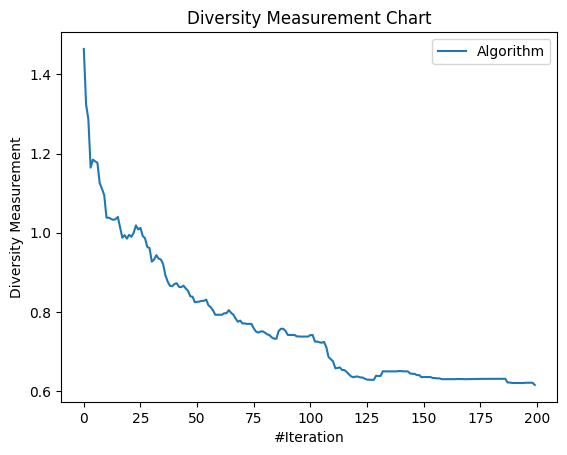 Diversity Measurement Chart
Algorithm
Diversity Measurement
1.4
1.2
1.0
0.8
0.6
0 25 50 75 100 125 150 175 200
#Iteration